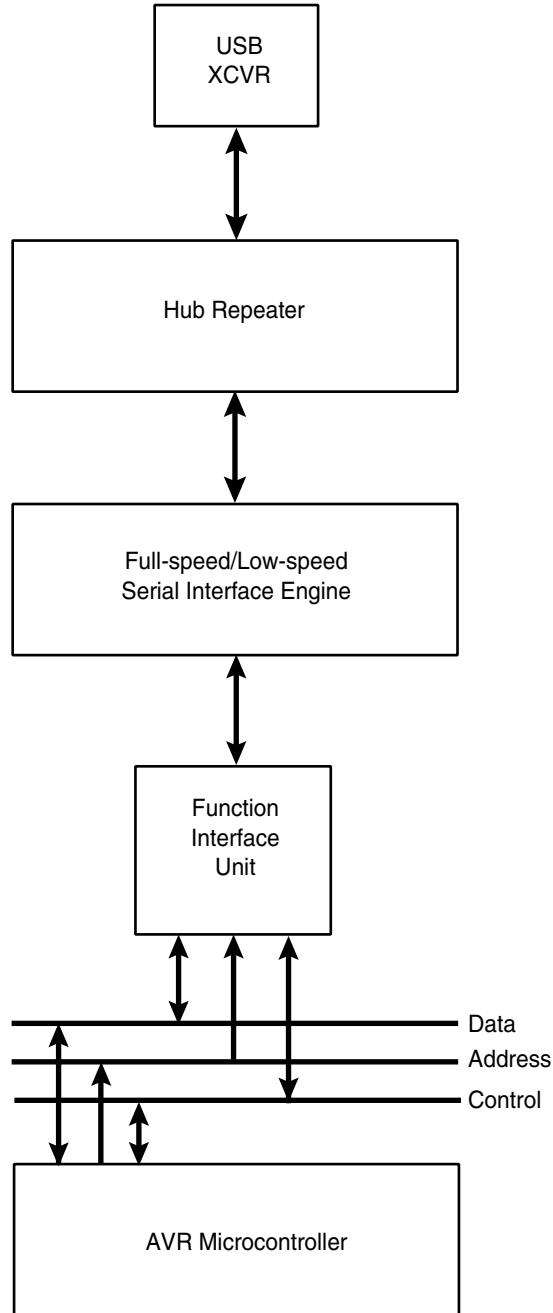 USB
XCVR
Hub Repeater
Full-speed/Low-speed
Serial Interface Engine
Function
Interface
Unit
Data
Address
Control
AVR Microcontroller